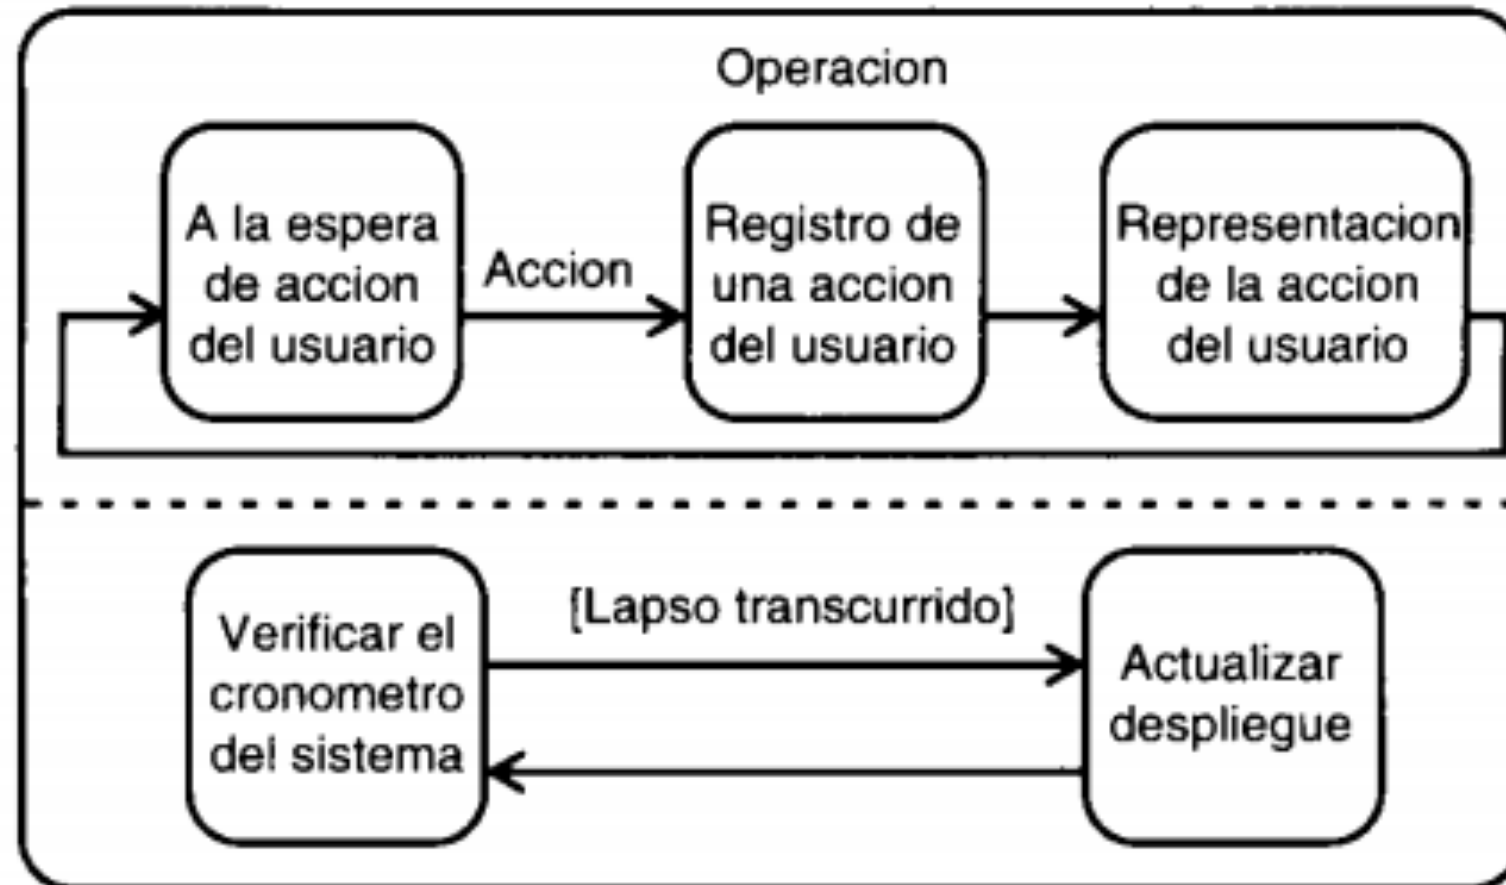 Operacion
A la espera
de accion
del usuario
Accion
Registro de
una accion
del usuario
Representacion
de la accion
del usuario
Verificar el
cronometro
del sistema
[Lapso transcurrido]
Actualizar
despliegue